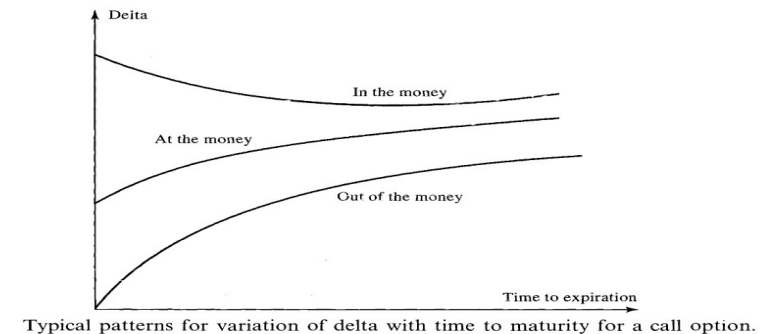 Delta
In the money
At the money
Out of the money
Time to expiration
Typical patterns for variation of delta with time to maturity for a call option.